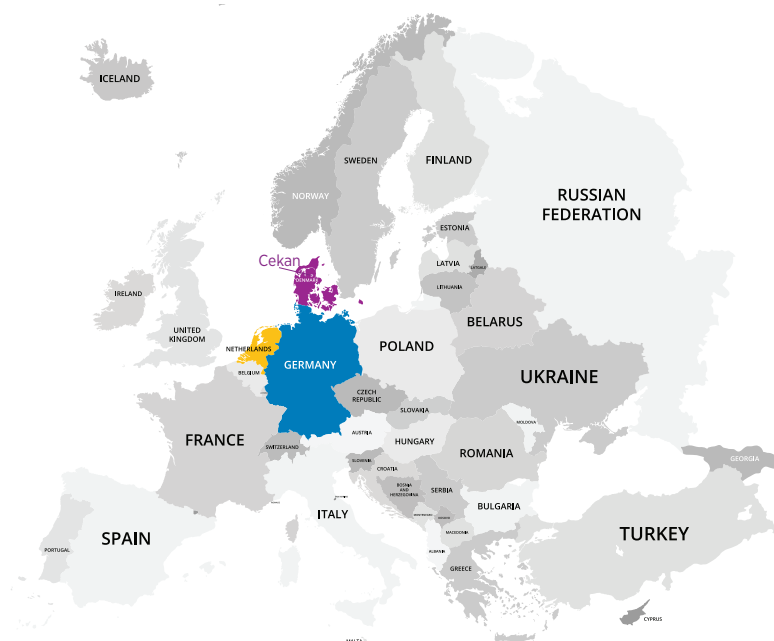 ICELAND
SWEDEN
FINLAND
NORWAY
RUSSIAN
FEDERATION
ESTONIA
Cekan
LATVIA
DENMARK
LITHUANIA
IRELAND
UNITED
KINGDOM
BELARUS
NETHERLANDS
POLAND
GERMANY
BELGIUM
UKRAINE
CZECH
REPUBLIC
SLOVAKIA
MOLDOVA
AUSTRIA
FRANCE
HUNGARY
SWITZERLAND
ROMANIA
SLOVENIA
GEORGIA
CROATIA
BOSNIA
AND
HERZEGOVINA
SERBIA
BULGARIA
ITALY
SPAIN
MACEDONIA
TURKEY
PORTUGAL
ALBANIA
GREECE
CYPRUS